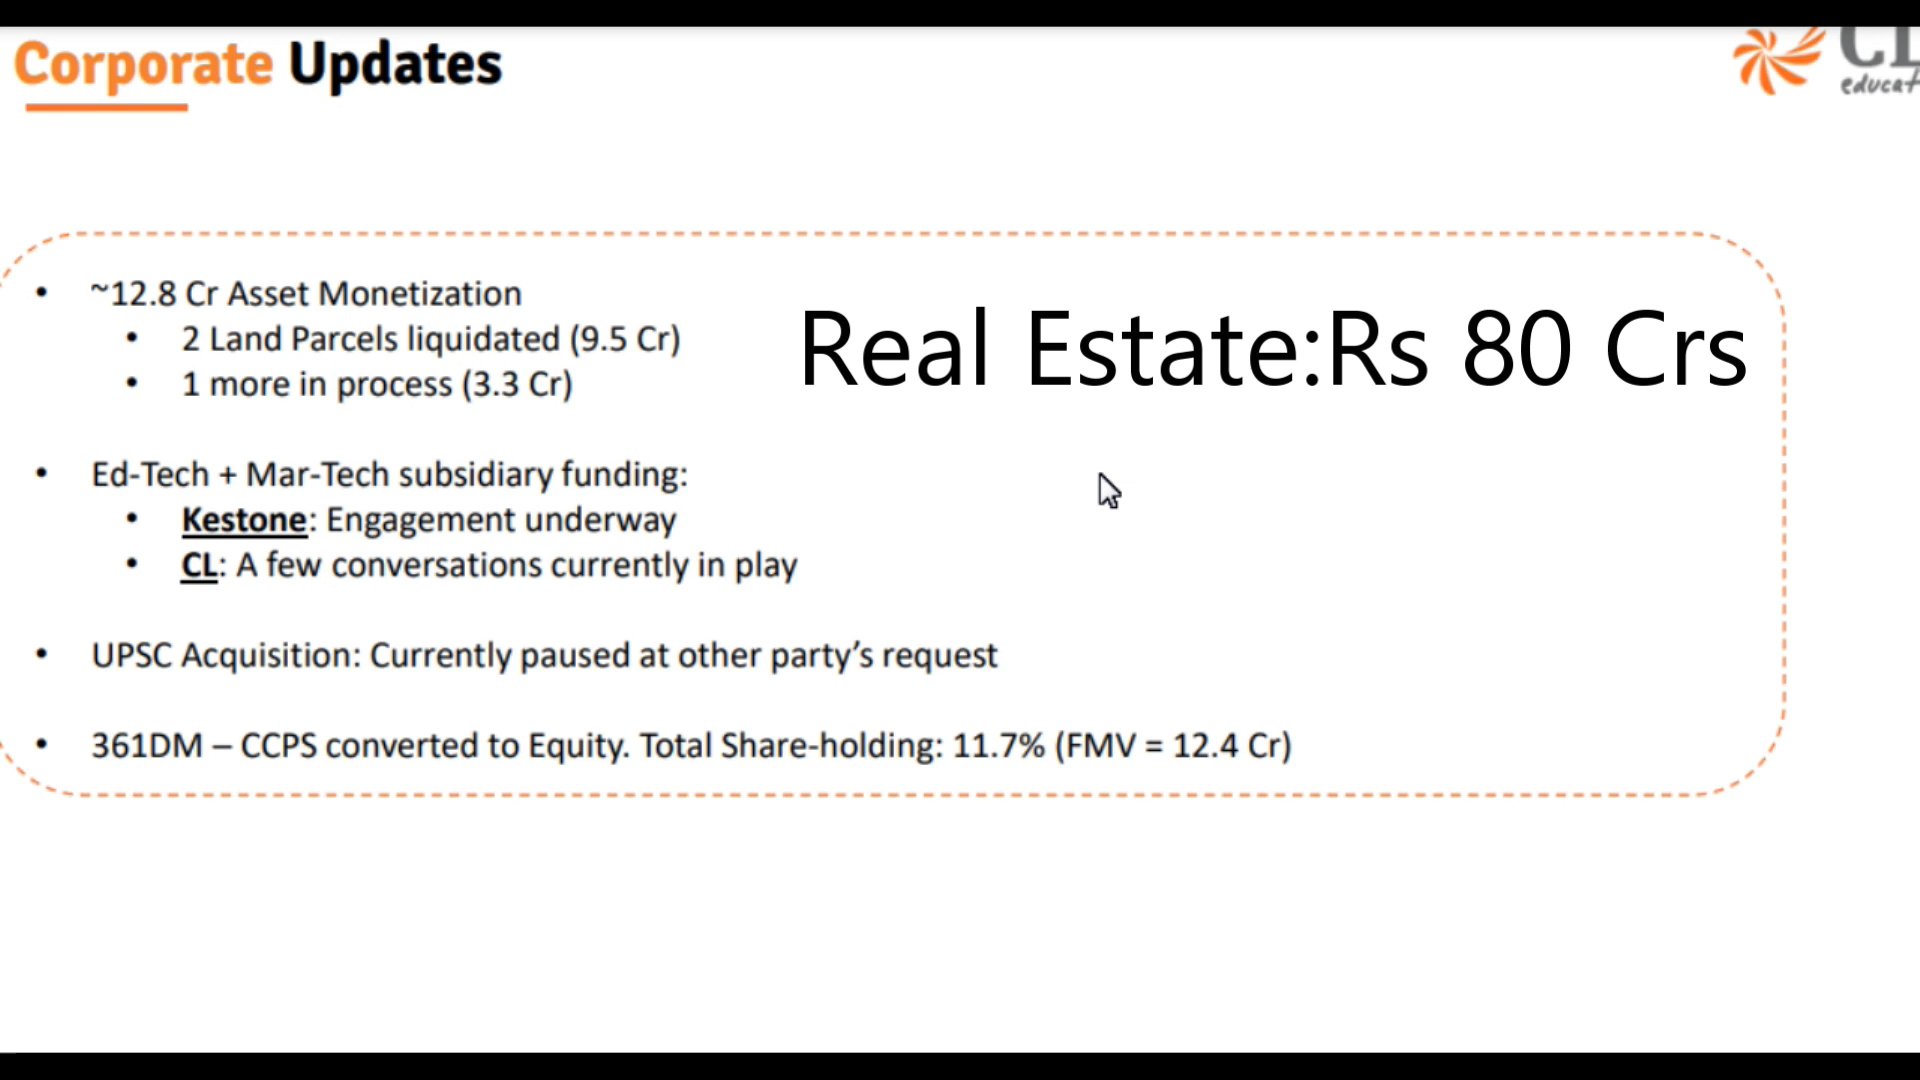 Corporate Updates
educat
• ~12.8 Cr Asset Monetization
• 2 Land Parcels liquidated (9.5 Cr)
• 1 more in process (3.3 Cr)
Real Estate:Rs 80 Crs
• Ed-Tech + Mar-Tech subsidiary funding:
• Kestone: Engagement underway
• CL: A few conversations currently in play
• UPSC Acquisition: Currently paused at other party’s request
• 361DM – CCPS converted to Equity. Total Share-holding: 11.7% (FMV = 12.4 Cr)